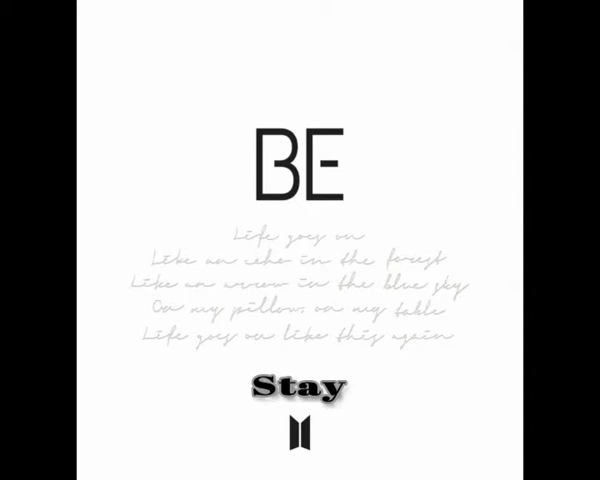 BE
Life goes on
Like an echo in the forest
Like an arrow in the blue sky
On my pillow, on my table
Life goes on like this again
Stay